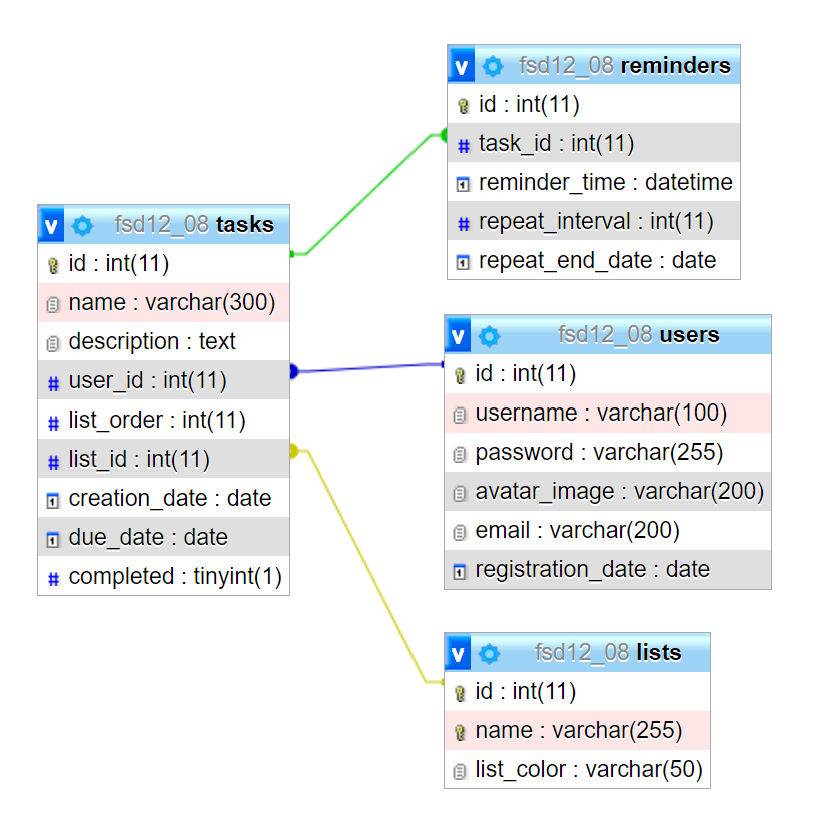 v fsd12_08 reminders
id : int(11)
task_id : int(11)
reminder_time : datetime
# repeat_interval : int(11)
repeat_end_date : date
v fsd12_08 tasks
id : int(11)
name : varchar(300)
description : text
# user_id : int(11)
# list_order : int(11)
# list_id : int(11)
creation_date : date
due_date : date
# completed : tinyint(1)
v fsd12_08 users
id : int(11)
username : varchar(100)
password : varchar(255)
avatar_image : varchar(200)
email : varchar(200)
registration_date : date
v fsd12_08 lists
id : int(11)
name : varchar(255)
list_color : varchar(50)